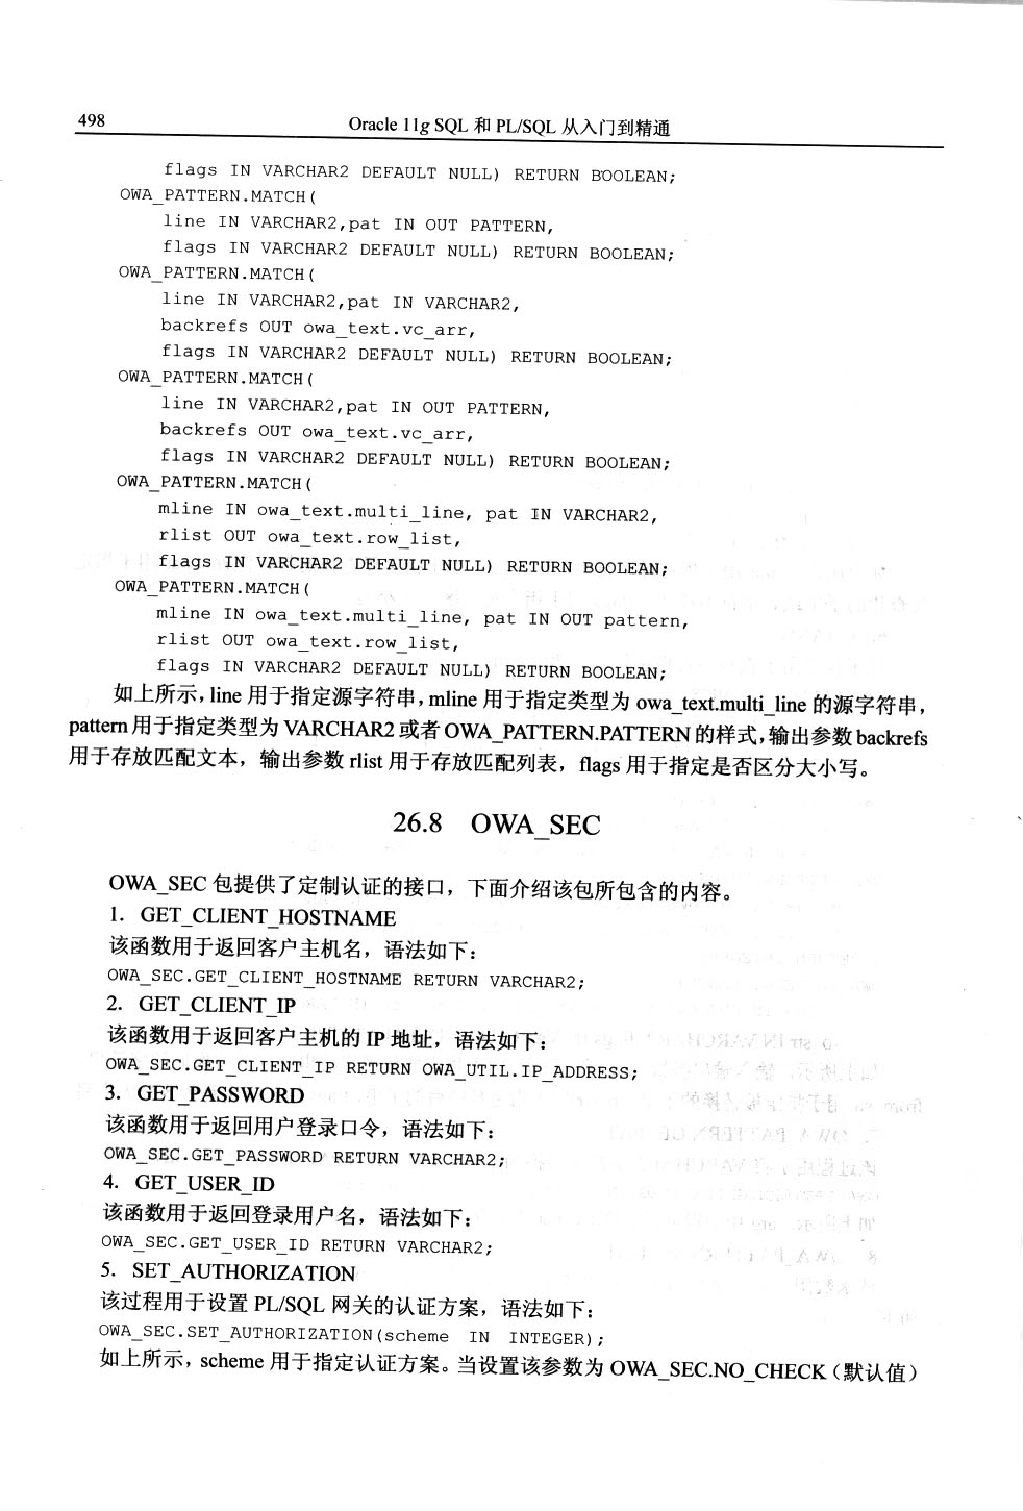 498
Oracle 11g SQL 和 PL/SQL 从入门到精通
flags IN VARCHAR2 DEFAULT NULL) RETURN BOOLEAN;
OWA_PATTERN.MATCH(
line IN VARCHAR2,pat IN OUT PATTERN,
flags IN VARCHAR2 DEFAULT NULL) RETURN BOOLEAN;
OWA_PATTERN.MATCH(
line IN VARCHAR2,pat IN VARCHAR2,
backrefs OUT owa_text.vc_arr,
flags IN VARCHAR2 DEFAULT NULL) RETURN BOOLEAN;
OWA_PATTERN.MATCH(
line IN VARCHAR2,pat IN OUT PATTERN,
backrefs OUT owa_text.vc_arr,
flags IN VARCHAR2 DEFAULT NULL) RETURN BOOLEAN;
OWA_PATTERN.MATCH(
mline IN owa_text.multi_line, pat IN VARCHAR2,
rlist OUT owa_text.row_list,
flags IN VARCHAR2 DEFAULT NULL) RETURN BOOLEAN;
OWA_PATTERN.MATCH(
mline IN owa_text.multi_line, pat IN OUT pattern,
rlist OUT owa_text.row_list,
flags IN VARCHAR2 DEFAULT NULL) RETURN BOOLEAN;
如上所示，line 用于指定源字符串，mline 用于指定类型为 owa_text.multi_line 的源字符串，
pattern 用于指定类型为 VARCHAR2 或者 OWA_PATTERN.PATTERN 的样式，输出参数 backrefs
用于存放匹配文本，输出参数 rlist 用于存放匹配列表，flags 用于指定是否区分大小写。
26.8 OWA_SEC
OWA_SEC 包提供了定制认证的接口，下面介绍该包所包含的内容。
1. GET_CLIENT_HOSTNAME
该函数用于返回客户主机名，语法如下：
OWA_SEC.GET_CLIENT_HOSTNAME RETURN VARCHAR2;
2. GET_CLIENT_IP
该函数用于返回客户主机的 IP 地址，语法如下：
OWA_SEC.GET_CLIENT_IP RETURN OWA_UTIL.IP_ADDRESS;
3. GET_PASSWORD
该函数用于返回用户登录口令，语法如下：
OWA_SEC.GET_PASSWORD RETURN VARCHAR2;
4. GET_USER_ID
该函数用于返回登录用户名，语法如下：
OWA_SEC.GET_USER_ID RETURN VARCHAR2;
5. SET_AUTHORIZATION
该过程用于设置 PL/SQL 网关的认证方案，语法如下：
OWA_SEC.SET_AUTHORIZATION(scheme IN INTEGER);
如上所示，scheme 用于指定认证方案。当设置该参数为 OWA_SEC.NO_CHECK（默认值）